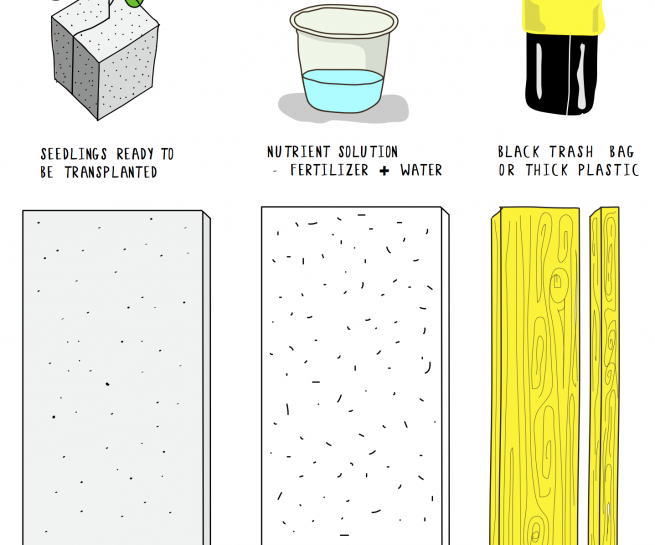 SEEDLINGS READY TO
BE TRANSPLANTED
NUTRIENT SOLUTION
- FERTILIZER + WATER
BLACK TRASH BAG
OR THICK PLASTIC